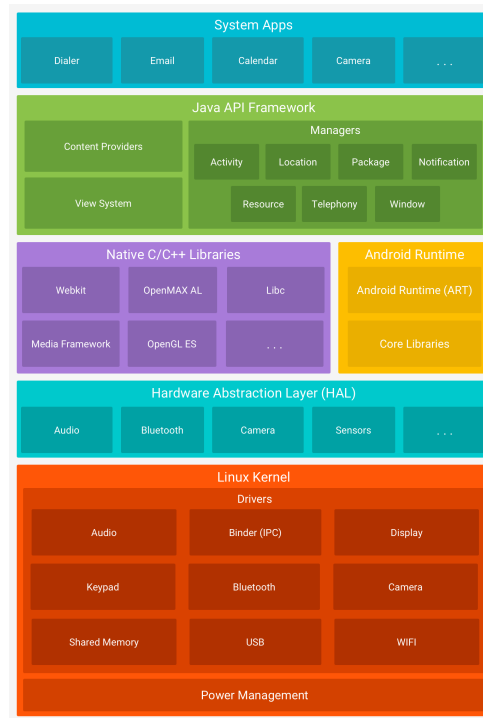 System Apps
Dialer
Email
Calendar
Camera
. . .
Java API Framework
Content Providers
View System
Managers
Activity
Location
Package
Notification
Resource
Telephony
Window
Native C/C++ Libraries
Webkit
OpenMAX AL
Libc
Media Framework
OpenGL ES
. . .
Android Runtime
Android Runtime (ART)
Core Libraries
Hardware Abstraction Layer (HAL)
Audio
Bluetooth
Camera
Sensors
. . .
Linux Kernel
Drivers
Audio
Binder (IPC)
Display
Keypad
Bluetooth
Camera
Shared Memory
USB
WIFI
Power Management